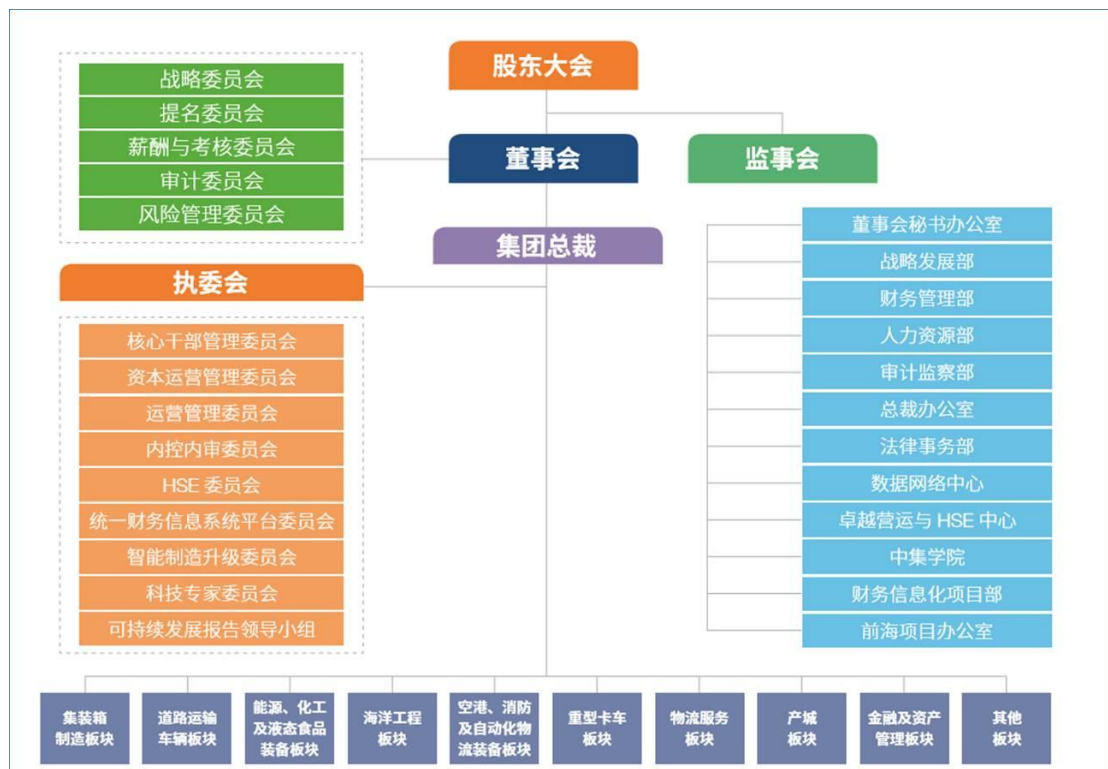 股东大会
董事会
监事会
战略委员会
提名委员会
薪酬与考核委员会
审计委员会
风险管理委员会
集团总裁
执委会
核心干部管理委员会
资本运营管理委员会
运营管理委员会
内控内审委员会
HSE 委员会
统一财务信息系统平台委员会
智能制造升级委员会
科技专家委员会
可持续发展报告领导小组
董事会秘书办公室
战略发展部
财务管理部
人力资源部
审计监察部
总裁办公室
法律事务部
数据网络中心
卓越营运与 HSE 中心
中集学院
财务信息化项目部
前海项目办公室
集装箱
制造板块
道路运输
车辆板块
能源、化工
及液态食品
装备板块
海洋工程
板块
空港、消防
及自动化物
流装备板块
重型卡车
板块
物流服务
板块
产城
板块
金融及资产
管理板块
其他
板块